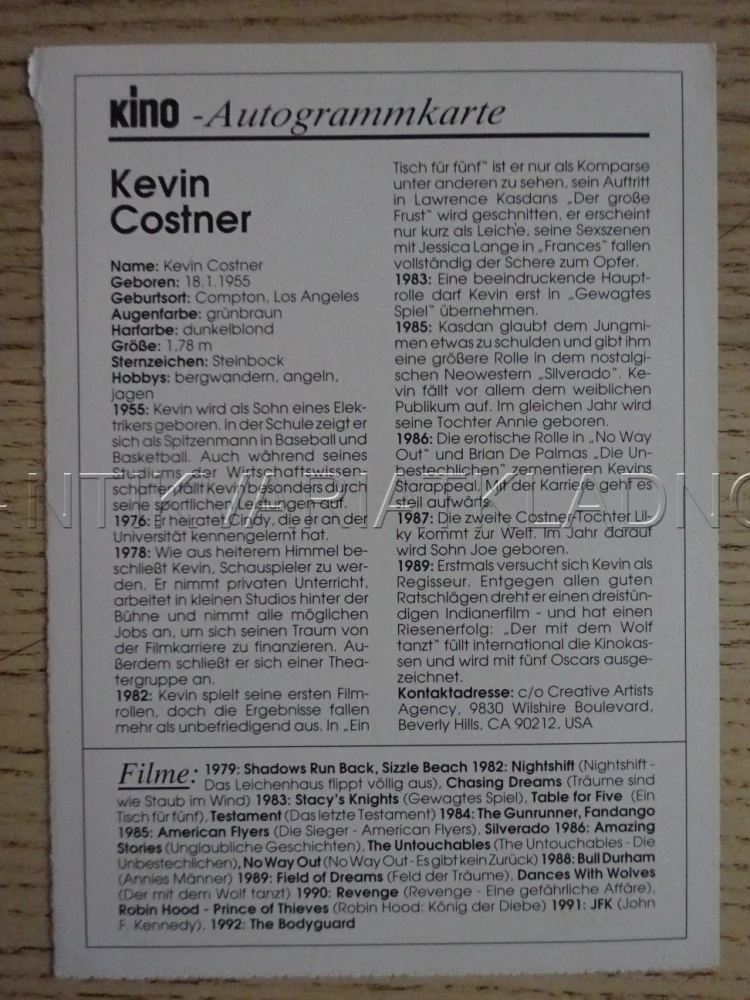 Kino -Autogrammkarte
Kevin
Costner
Name: Kevin Costner
Geboren: 18.1.1955
Geburtsort: Compton, Los Angeles
Augenfarbe: grünbraun
Harfarbe: dunkelblond
Größe: 1,78 m
Sternzeichen: Steinbock
Hobbys: bergwandern, angeln,
jagen
1955: Kevin wird als Sohn eines Elek-
trikers geboren. In der Schule zeigt er
sich als Spitzenmann in Baseball und
Basketball. Auch während seines
Studiums der Wirtschaftswissen-
schaften fällt Kevin besonders durch
seine sportlichen Leistungen auf.
1976: Er heiratet Cindy, die er an der
Universität kennengelernt hat.
1978: Wie aus heiterem Himmel be-
schließt Kevin, Schauspieler zu wer-
den. Er nimmt privaten Unterricht,
arbeitet in kleinen Studios hinter der
Bühne und nimmt alle möglichen
Jobs an, um sich seinen Traum von
der Filmkarriere zu finanzieren. Au-
ßerdem schließt er sich einer Thea-
tergruppe an.
1982: Kevin spielt seine ersten Film-
rollen, doch die Ergebnisse fallen
mehr als unbefriedigend aus. In „Ein
Tisch für fünf" ist er nur als Komparse
unter anderen zu sehen, sein Auftritt
in Lawrence Kasdans „Der große
Frust" wird geschnitten, er erscheint
nur kurz als Leiche, seine Sexszenen
mit Jessica Lange in „Frances" fallen
vollständig der Schere zum Opfer.
1983: Eine beeindruckende Haupt-
rolle darf Kevin erst in „Gewagtes
Spiel" übernehmen.
1985: Kasdan glaubt dem Jungmi-
men etwas zu schulden und gibt ihm
eine größere Rolle in dem nostalgi-
schen Neowestern „Silverado". Ke-
vin fällt vor allem dem weiblichen
Publikum auf. Im gleichen Jahr wird
seine Tochter Annie geboren.
1986: Die erotische Rolle in „No Way
Out" und Brian De Palmas „Die Un-
bestechlichen" zementieren Kevins
Starappeal. Mit der Karriere geht es
steil aufwärts.
1987: Die zweite Costner-Tochter Lil-
ky kommt zur Welt. Im Jahr darauf
wird Sohn Joe geboren.
1989: Erstmals versucht sich Kevin als
Regisseur. Entgegen allen guten
Ratschlägen dreht er einen dreistün-
digen Indianerfilm - und hat einen
Riesenerfolg: „Der mit dem Wolf
tanzt" füllt international die Kinokas-
sen und wird mit fünf Oscars ausge-
zeichnet.
Kontaktadresse: c/o Creative Artists
Agency, 9830 Wilshire Boulevard,
Beverly Hills, CA 90212, USA
ANTIKVARIATKLADNO
Filme: 1979: Shadows Run Back, Sizzle Beach 1982: Nightshift (Nightshift -
Das Leichenhaus flippt völlig aus), Chasing Dreams (Träume sind
wie Staub im Wind) 1983: Stacy's Knights (Gewagtes Spiel), Table for Five (Ein
Tisch für fünf), Testament (Das letzte Testament) 1984: The Gunrunner, Fandango
1985: American Flyers (Die Sieger - American Flyers), Silverado 1986: Amazing
Stories (Unglaubliche Geschichten), The Untouchables (The Untouchables - Die
Unbestechlichen), No Way Out (No Way Out - Es gibt kein Zurück) 1988: Bull Durham
(Annies Männer) 1989: Field of Dreams (Feld der Träume), Dances With Wolves
(Der mit dem Wolf tanzt) 1990: Revenge (Revenge - Eine gefährliche Affäre),
Robin Hood - Prince of Thieves (Robin Hood: König der Diebe) 1991: JFK (John
F. Kennedy), 1992: The Bodyguard